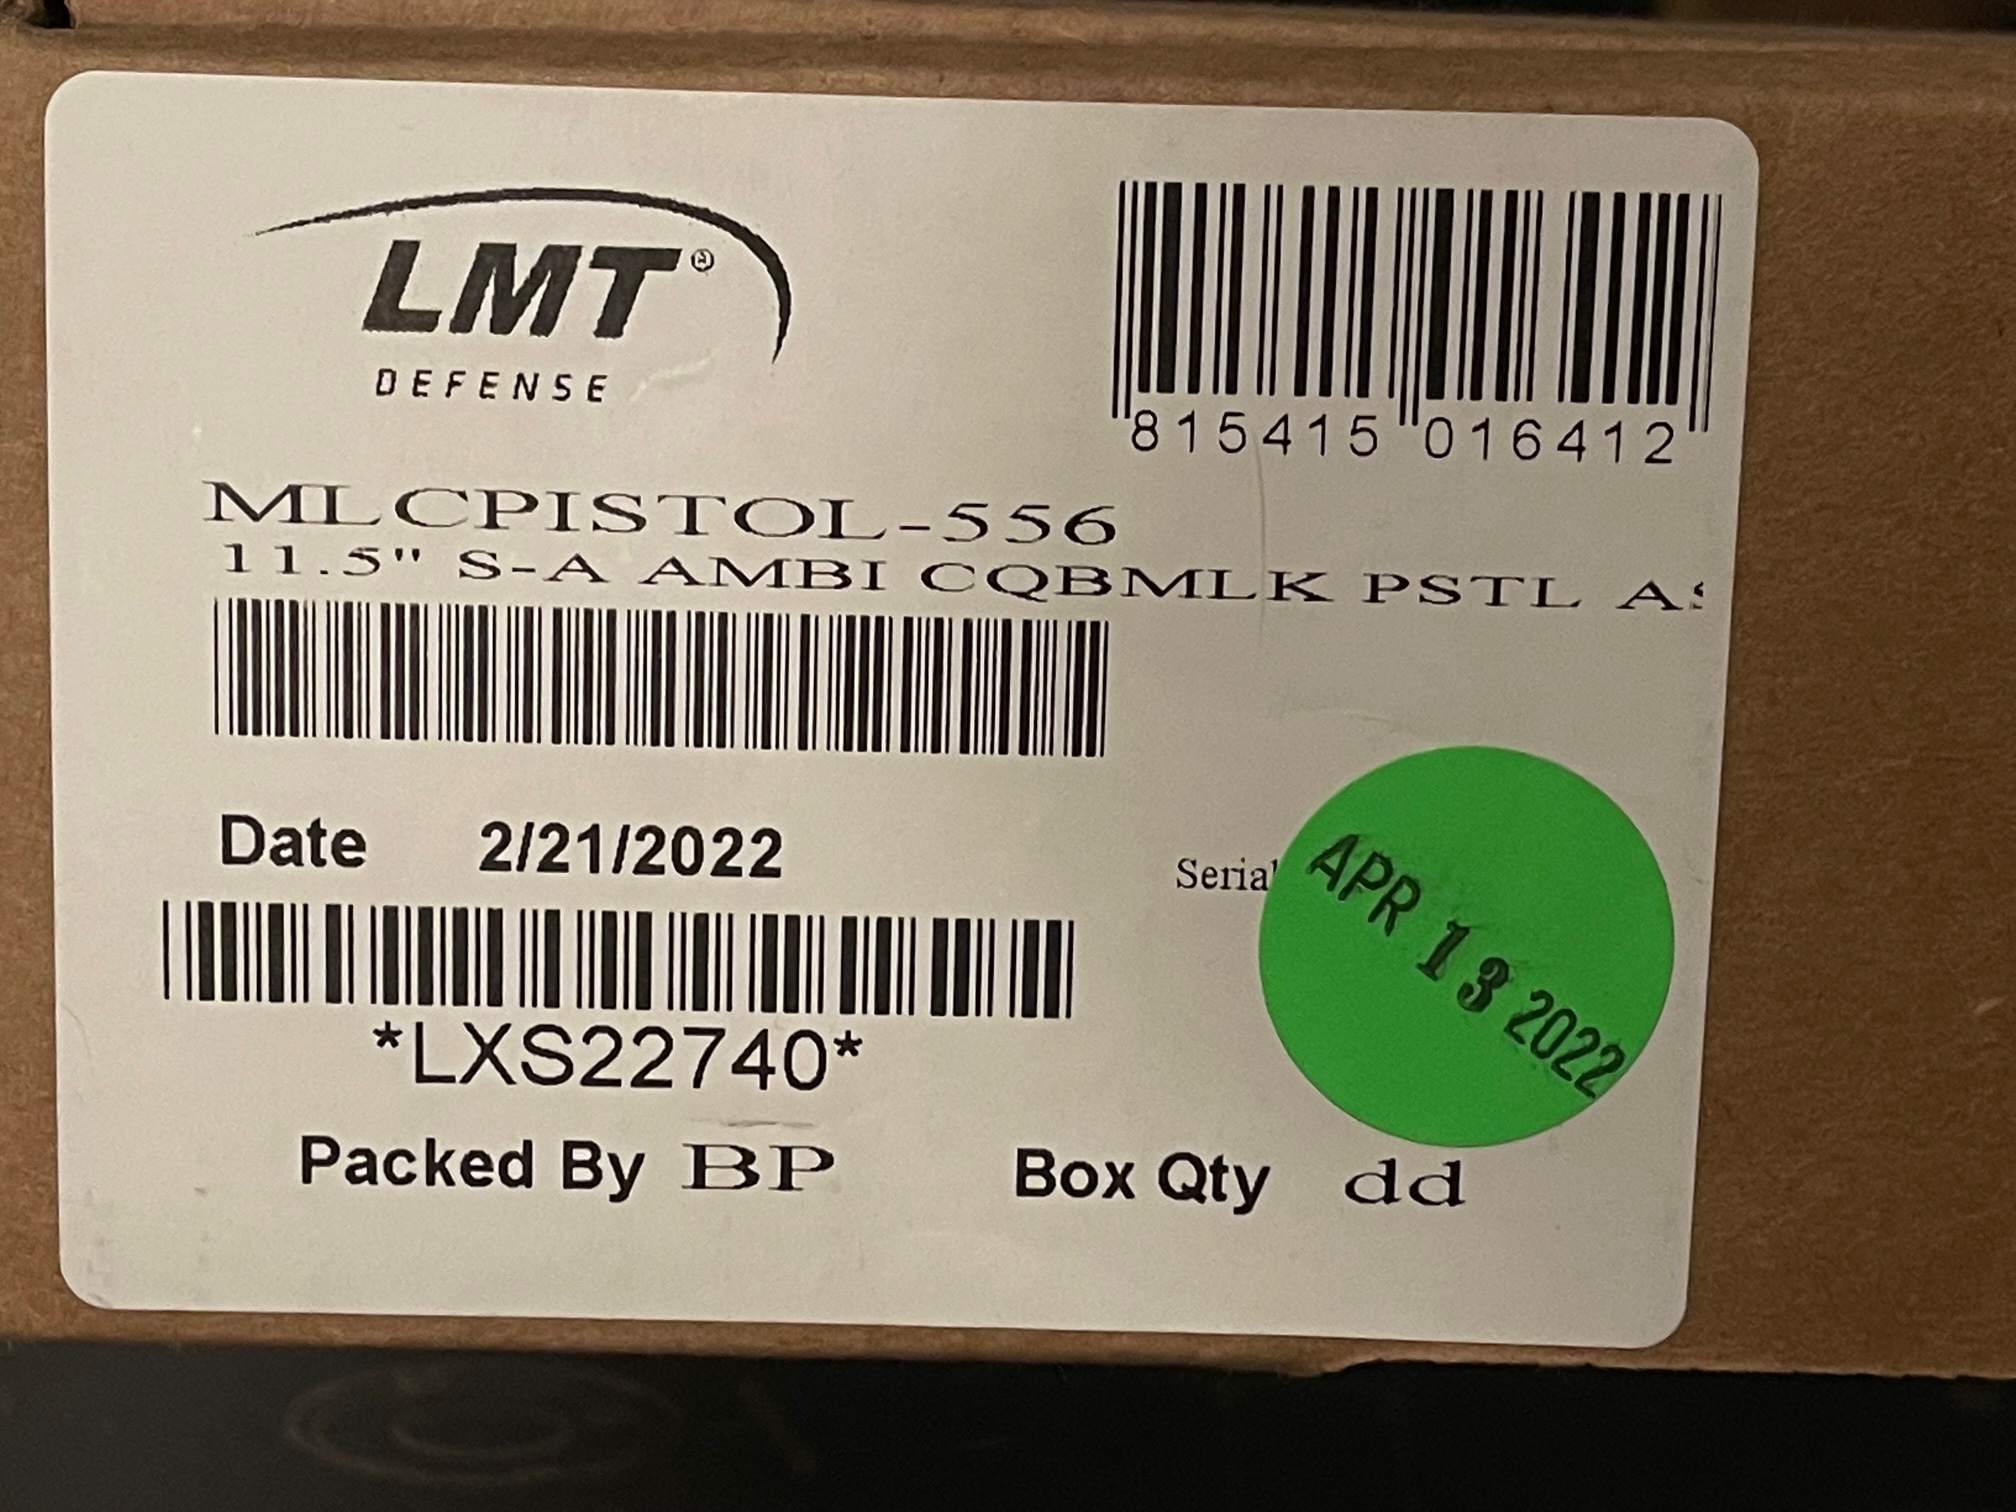 LMT®
DEFENSE
815415 016412
MLCPISTOL-556
11.5" S-A AMBI CQBMLK PSTL
Date 2/21/2022
Serial
APR 13 2022
*LXS22740*
Packed By BP Box Qty dd